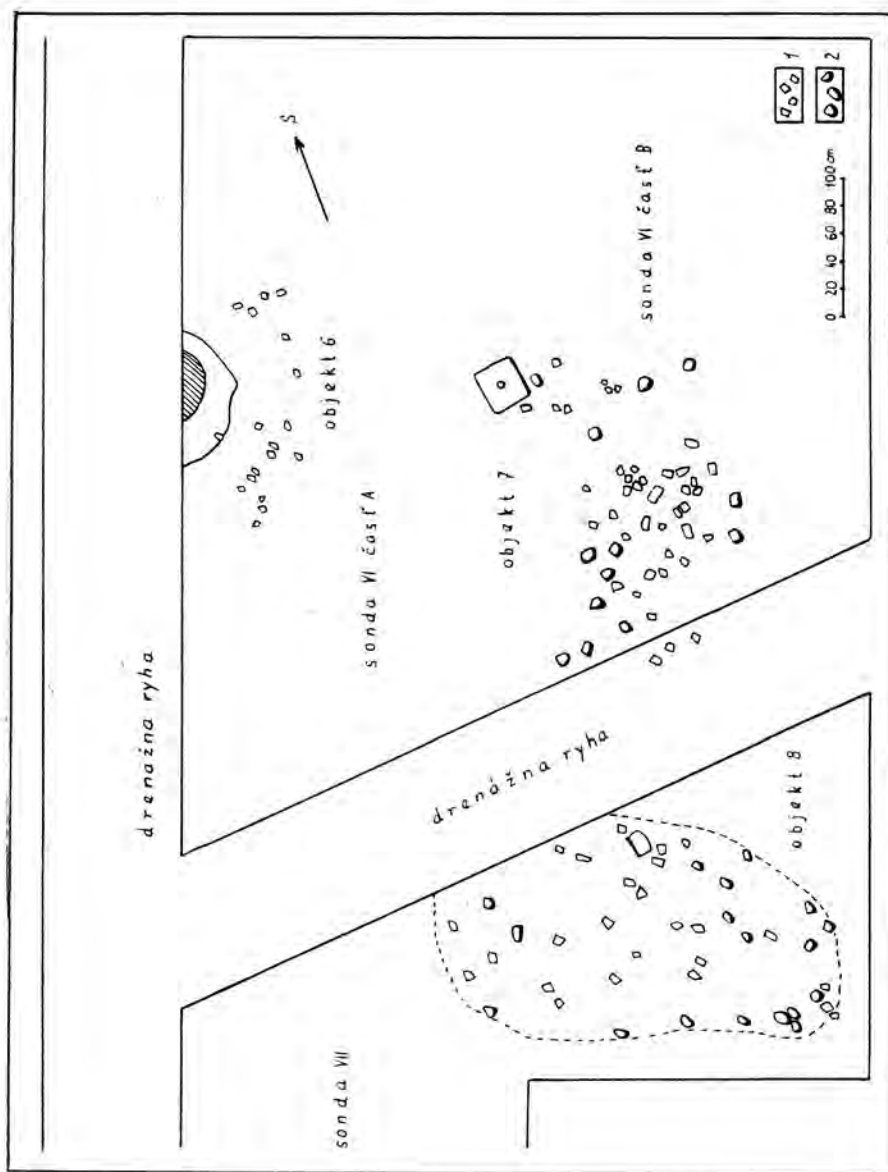 drenažna ryha
S
objekt 6
sonda VI časť A
objekt 7
sonda VI časť B
1
2
0 20 40 60 80 100cm
drenážna ryha
objekt 8
sonda VII